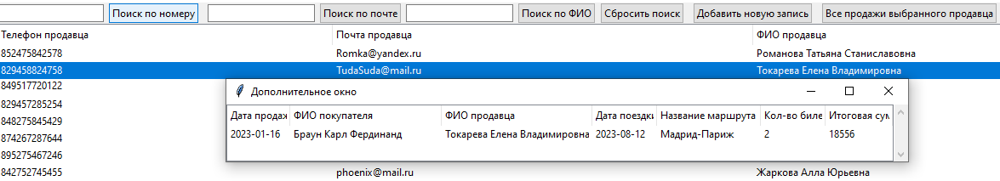 Поиск по номеру Поиск по почте Поиск по ФИО Сбросить поиск Добавить новую запись Все продажи выбранного продавца
Телефон продавца Почта продавца ФИО продавца
852475842578 Romka@yandex.ru Романова Татьяна Станиславовна
829458824758 TudaSuda@mail.ru Токарева Елена Владимировна
849517720122
Дополнительное окно
829457285254
848275845429
Дата продаж ФИО покупателя ФИО продавца Дата поездки Название маршрута Кол-во биле Итоговая сум
874267287644
2023-01-16 Браун Карл Фердинанд Токарева Елена Владимировна 2023-08-12 Мадрид-Париж 2 18556
895275467246
842752745455 phoenix@mail.ru Жаркова Алла Юрьевна